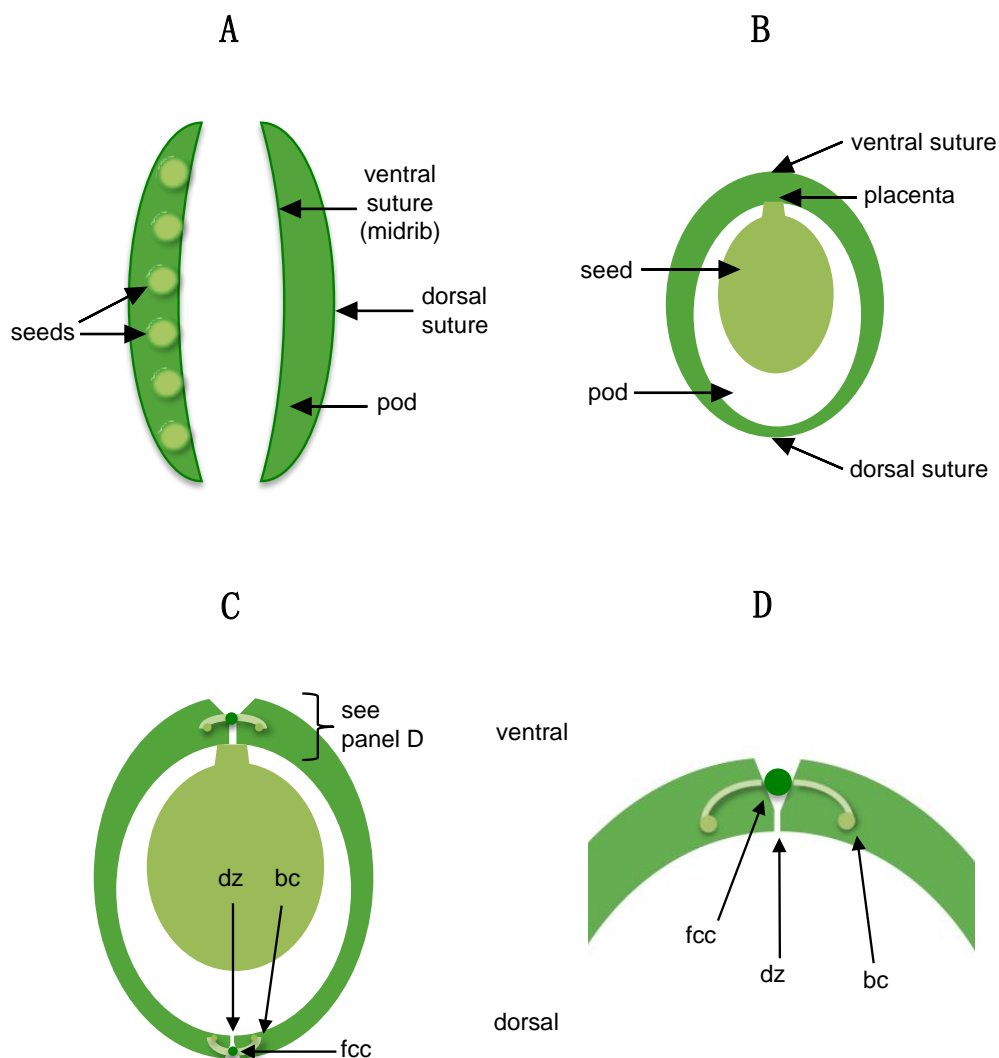 A
ventral
suture
(midrib)
dorsal
suture
seeds
pod
B
ventral suture
placenta
seed
pod
dorsal suture
C
see
panel D
dz
bc
fcc
ventral
dorsal
D
fcc
dz
bc